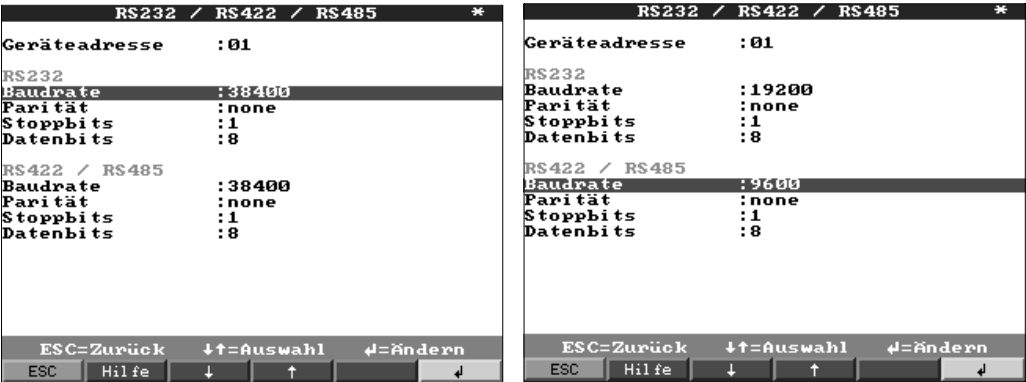 RS232 / RS422 / RS485 *
Geräteadresse :01
RS232
Baudrate :38400
Parität :none
Stoppbits :1
Datenbits :8
RS422 / RS485
Baudrate :38400
Parität :none
Stoppbits :1
Datenbits :8
ESC=Zurück ↓↑=Auswahl ↲=Ändern
ESC Hilfe ↓ ↑ ↲
RS232 / RS422 / RS485 *
Geräteadresse :01
RS232
Baudrate :19200
Parität :none
Stoppbits :1
Datenbits :8
RS422 / RS485
Baudrate :9600
Parität :none
Stoppbits :1
Datenbits :8
ESC=Zurück ↓↑=Auswahl ↲=Ändern
ESC Hilfe ↓ ↑ ↲